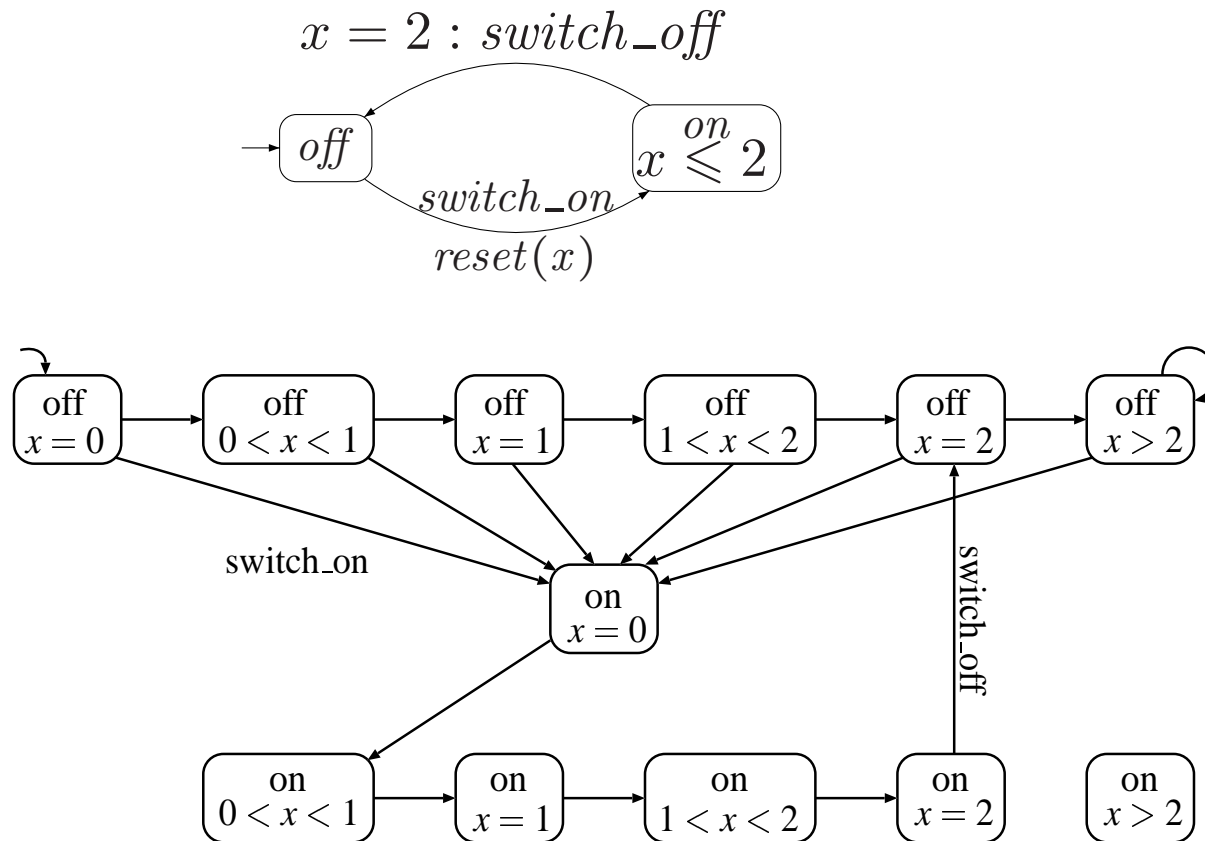 x = 2 : switch_off
off
on
x ⩽ 2
switch_on
reset(x)
off
x = 0
off
0 < x < 1
off
x = 1
off
1 < x < 2
off
x = 2
off
x > 2
switch_on
on
x = 0
switch_off
on
0 < x < 1
on
x = 1
on
1 < x < 2
on
x = 2
on
x > 2